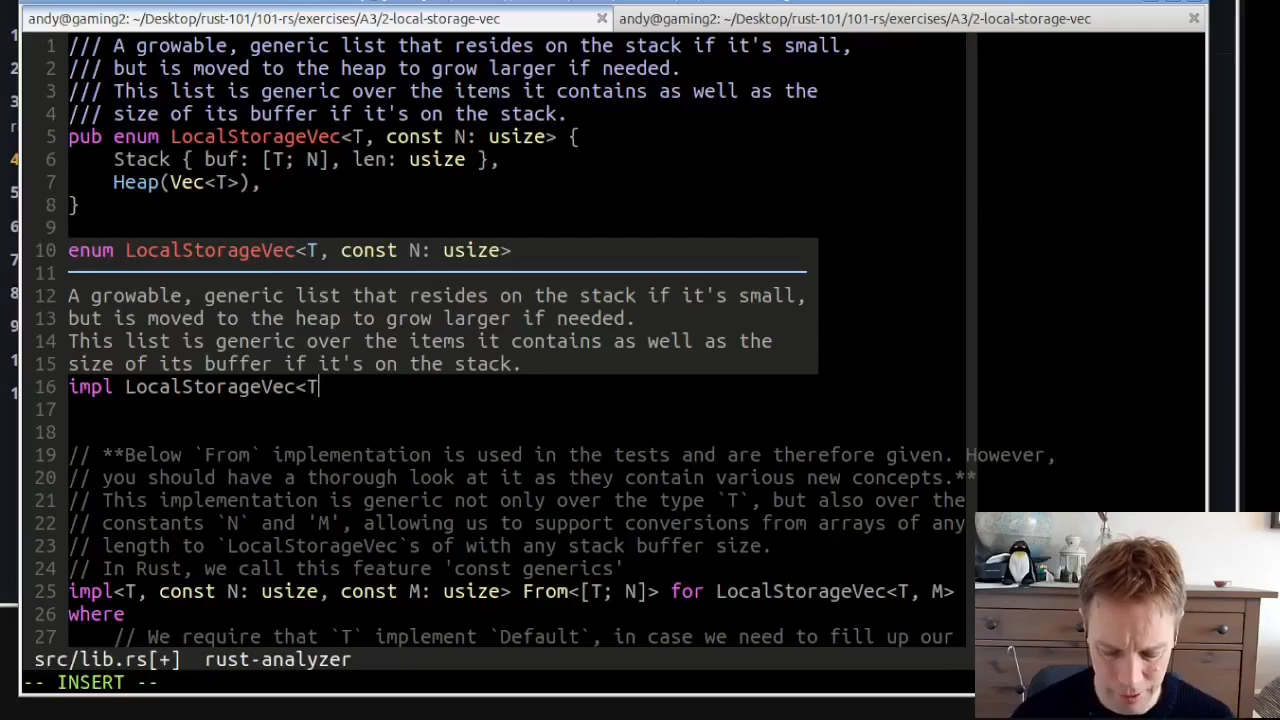 andy@gaming2: ~/Desktop/rust-101/101-rs/exercises/A3/2-local-storage-vec
andy@gaming2: ~/Desktop/rust-101/101-rs/exercises/A3/2-local-storage-vec
1 /// A growable, generic list that resides on the stack if it's small,
2 /// but is moved to the heap to grow larger if needed.
3 /// This list is generic over the items it contains as well as the
4 /// size of its buffer if it's on the stack.
5 pub enum LocalStorageVec<T, const N: usize> {
6     Stack { buf: [T; N], len: usize },
7     Heap(Vec<T>),
8 }
9
10 enum LocalStorageVec<T, const N: usize>
11
12 A growable, generic list that resides on the stack if it's small,
13 but is moved to the heap to grow larger if needed.
14 This list is generic over the items it contains as well as the
15 size of its buffer if it's on the stack.
16 impl LocalStorageVec<T
17
18
19 // **Below `From` implementation is used in the tests and are therefore given. However,
20 // you should have a thorough look at it as they contain various new concepts.**
21 // This implementation is generic not only over the type `T`, but also over the
22 // constants `N` and 'M', allowing us to support conversions from arrays of any
23 // length to `LocalStorageVec`s of with any stack buffer size.
24 // In Rust, we call this feature 'const generics'
25 impl<T, const N: usize, const M: usize> From<[T; N]> for LocalStorageVec<T, M>
26 where
27     // We require that `T` implement `Default`, in case we need to fill up our
src/lib.rs[+]  rust-analyzer
-- INSERT --